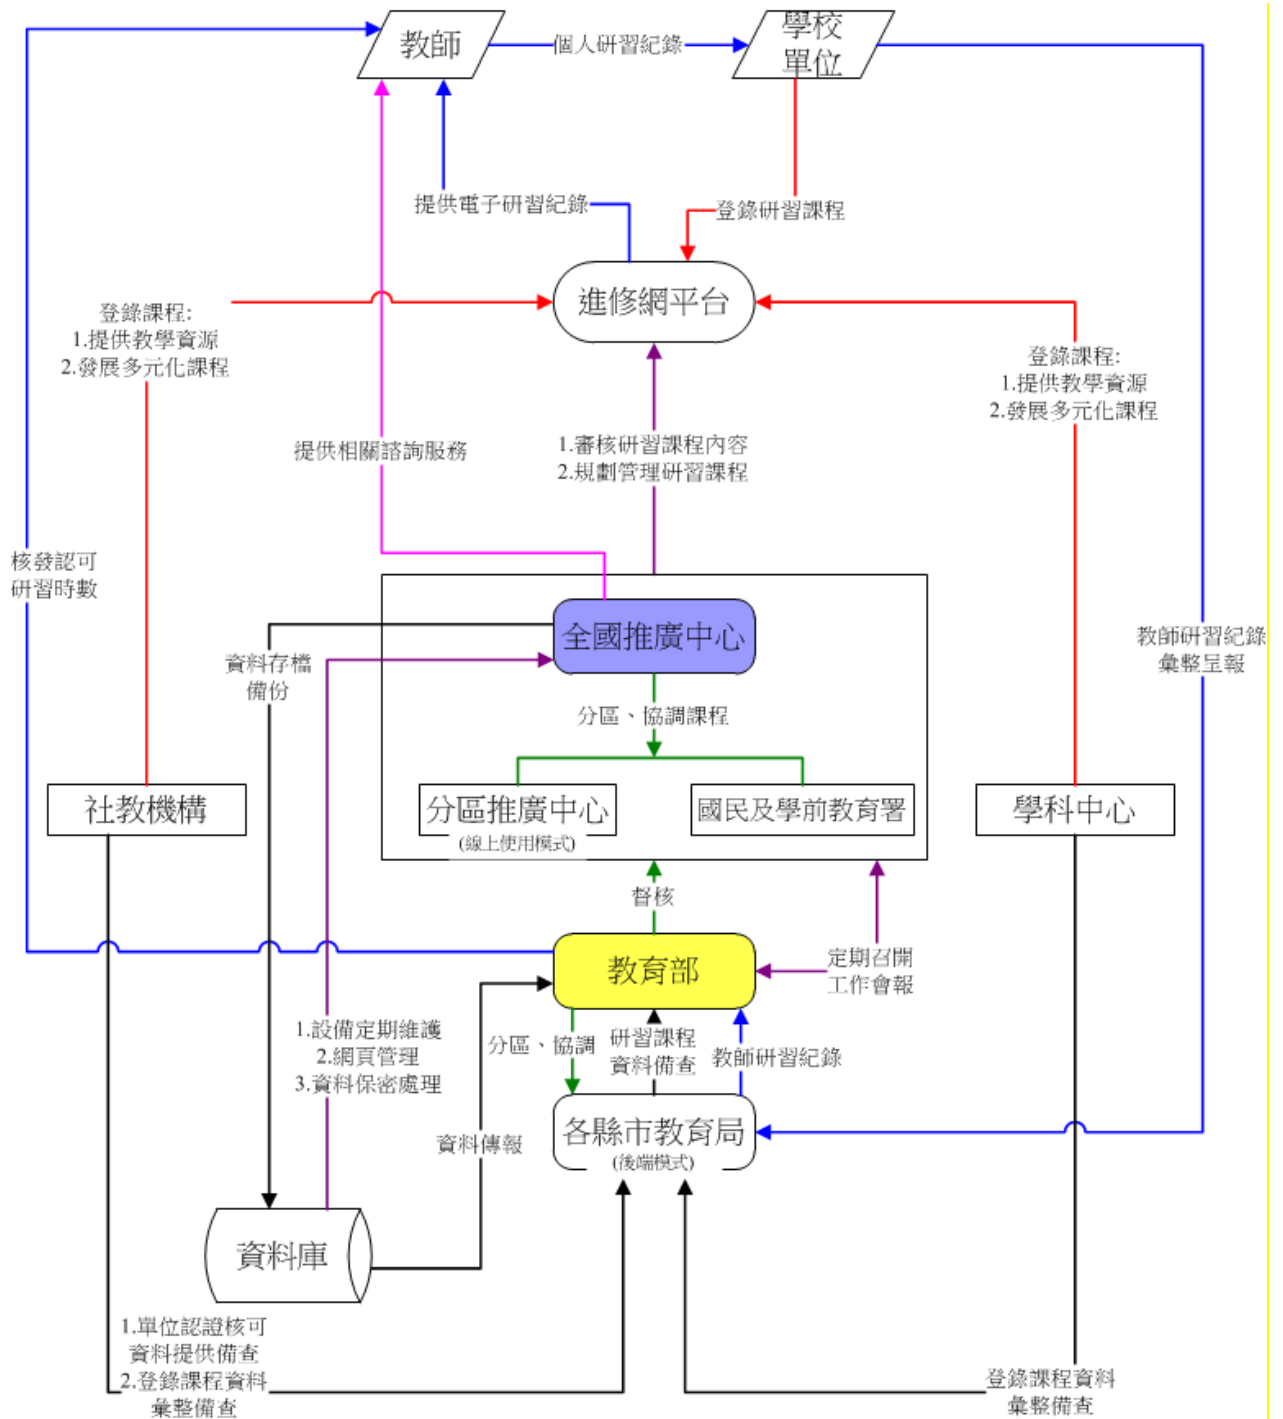 教師
個人研習紀錄
學校
單位
提供電子研習紀錄
登錄研習課程
進修網平台
登錄課程:
1.提供教學資源
2.發展多元化課程
登錄課程:
1.提供教學資源
2.發展多元化課程
提供相關諮詢服務
1.審核研習課程內容
2.規劃管理研習課程
核發認可
研習時數
全國推廣中心
資料存檔
備份
教師研習紀錄
彙整呈報
分區、協調課程
社教機構
分區推廣中心
(線上使用模式)
國民及學前教育署
學科中心
督核
教育部
定期召開
工作會報
1.設備定期維護
2.網頁管理
3.資料保密處理
分區、協調
研習課程
資料備查
教師研習紀錄
資料傳報
各縣市教育局
(後端模式)
資料庫
1.單位認證核可
資料提供備查
2.登錄課程資料
彙整備查
登錄課程資料
彙整備查